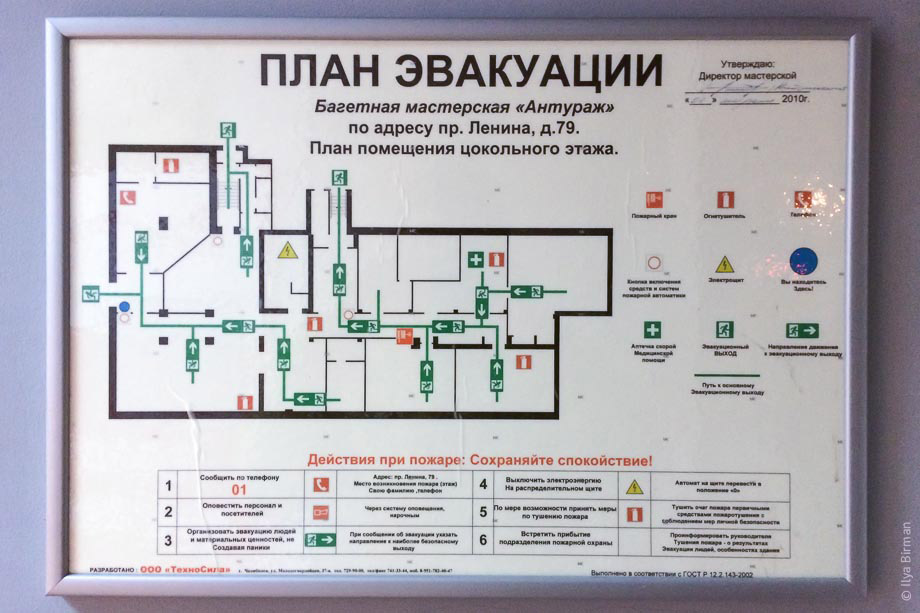 ПЛАН ЭВАКУАЦИИ
Багетная мастерская «Антураж»
по адресу пр. Ленина, д.79.
План помещения цокольного этажа.
Утверждаю:
Директор мастерской
2010г.
Пожарный кран
Огнетушитель
Телефон
Кнопка включения
средств и систем
пожарной автоматики
Электрощит
Вы находитесь
Здесь!
Аптечка скорой
Медицинской
помощи
Эвакуационный
ВЫХОД
Направления движения
к эвакуационному выходу
Путь к основному
Эвакуационному выходу
Действия при пожаре: Сохраняйте спокойствие!
1
Сообщить по телефону
01
Адрес: пр. Ленина, 79 .
Место возникновения пожара (этаж)
Свою фамилию ,телефон
4
Выключить электроэнергию
На распределительном щите
Автомат на щите перевести в
положение «0»
2
Оповестить персонал и
посетителей
Через систему оповещения,
нарочным
5
По мере возможности принять меры
по тушению пожара
Тушить очаг пожара первичными
средствами пожаротушения с
соблюдением мер личной безопасности
3
Организовать эвакуацию людей
и материальных ценностей, не
Создавая паники
При сообщении об эвакуации указать
направление к наиболее безопасному
выходу
6
Встретить прибытие
подразделения пожарной охраны
Проинформировать руководителя
Тушения пожара - о результатах
Эвакуации людей, особенностях здания
РАЗРАБОТАНО : ООО «ТехноСила» г. Челябинск, ул.
Выполнено в соответствии с ГОСТ Р 12.2.143-2002
© Ilya Birman